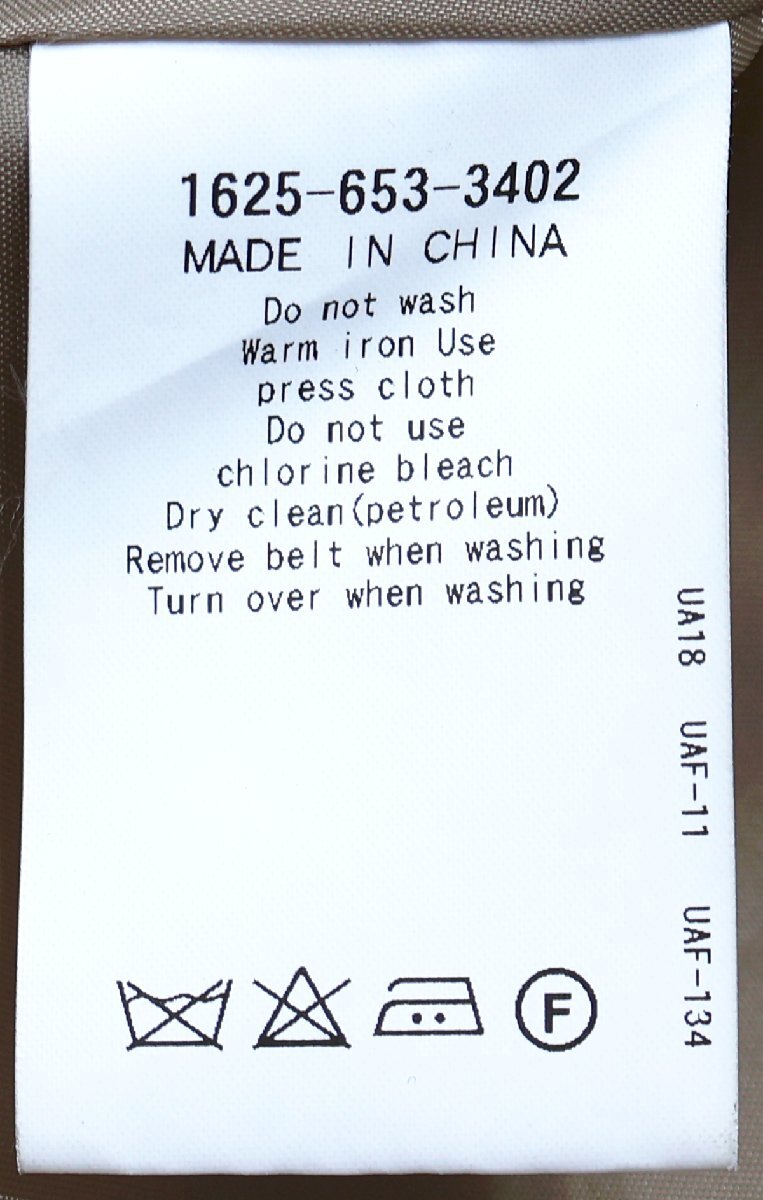 1625-653-3402
MADE IN CHINA
Do not wash
Warm iron Use
press cloth
Do not use
chlorine bleach
Dry clean(petroleum)
Remove belt when washing
Turn over when washing
UA18 UAF-11 UAF-134
F